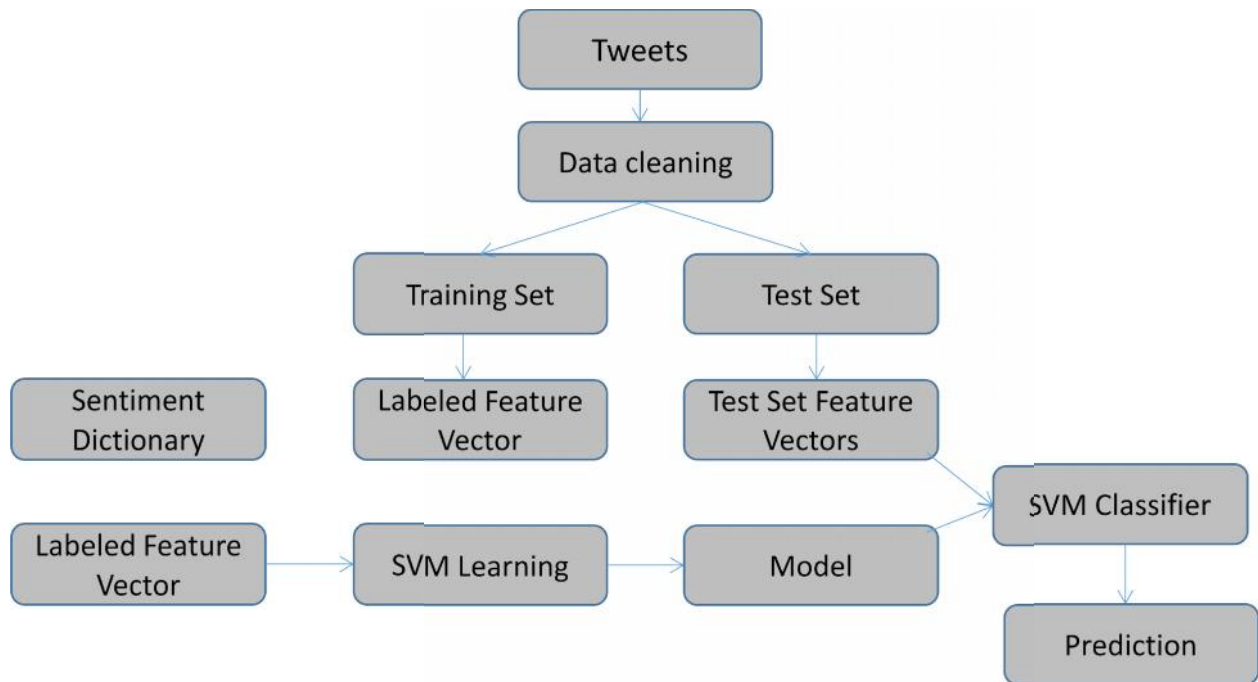 Tweets
Data cleaning
Training Set
Test Set
Sentiment
Dictionary
Labeled Feature
Vector
Test Set Feature
Vectors
SVM Classifier
Labeled Feature
Vector
SVM Learning
Model
Prediction